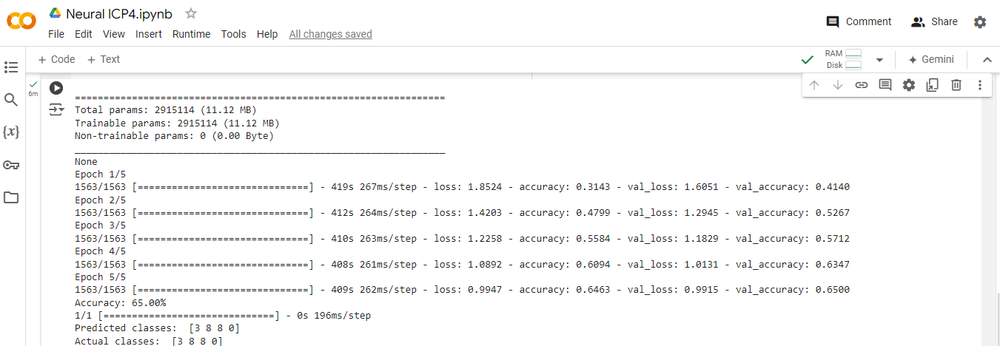 Neural ICP4.ipynb
File Edit View Insert Runtime Tools Help All changes saved
Comment Share
+ Code + Text
RAM
Disk
Gemini
6m
{x}
=================================================================
Total params: 2915114 (11.12 MB)
Trainable params: 2915114 (11.12 MB)
Non-trainable params: 0 (0.00 Byte)
_________________________________________________________________
None
Epoch 1/5
1563/1563 [==============================] - 419s 267ms/step - loss: 1.8524 - accuracy: 0.3143 - val_loss: 1.6051 - val_accuracy: 0.4140
Epoch 2/5
1563/1563 [==============================] - 412s 264ms/step - loss: 1.4203 - accuracy: 0.4799 - val_loss: 1.2945 - val_accuracy: 0.5267
Epoch 3/5
1563/1563 [==============================] - 410s 263ms/step - loss: 1.2258 - accuracy: 0.5584 - val_loss: 1.1829 - val_accuracy: 0.5712
Epoch 4/5
1563/1563 [==============================] - 408s 261ms/step - loss: 1.0892 - accuracy: 0.6094 - val_loss: 1.0131 - val_accuracy: 0.6347
Epoch 5/5
1563/1563 [==============================] - 409s 262ms/step - loss: 0.9947 - accuracy: 0.6463 - val_loss: 0.9915 - val_accuracy: 0.6500
Accuracy: 65.00%
1/1 [==============================] - 0s 196ms/step
Predicted classes:  [3 8 8 0]
Actual classes:  [3 8 8 0]